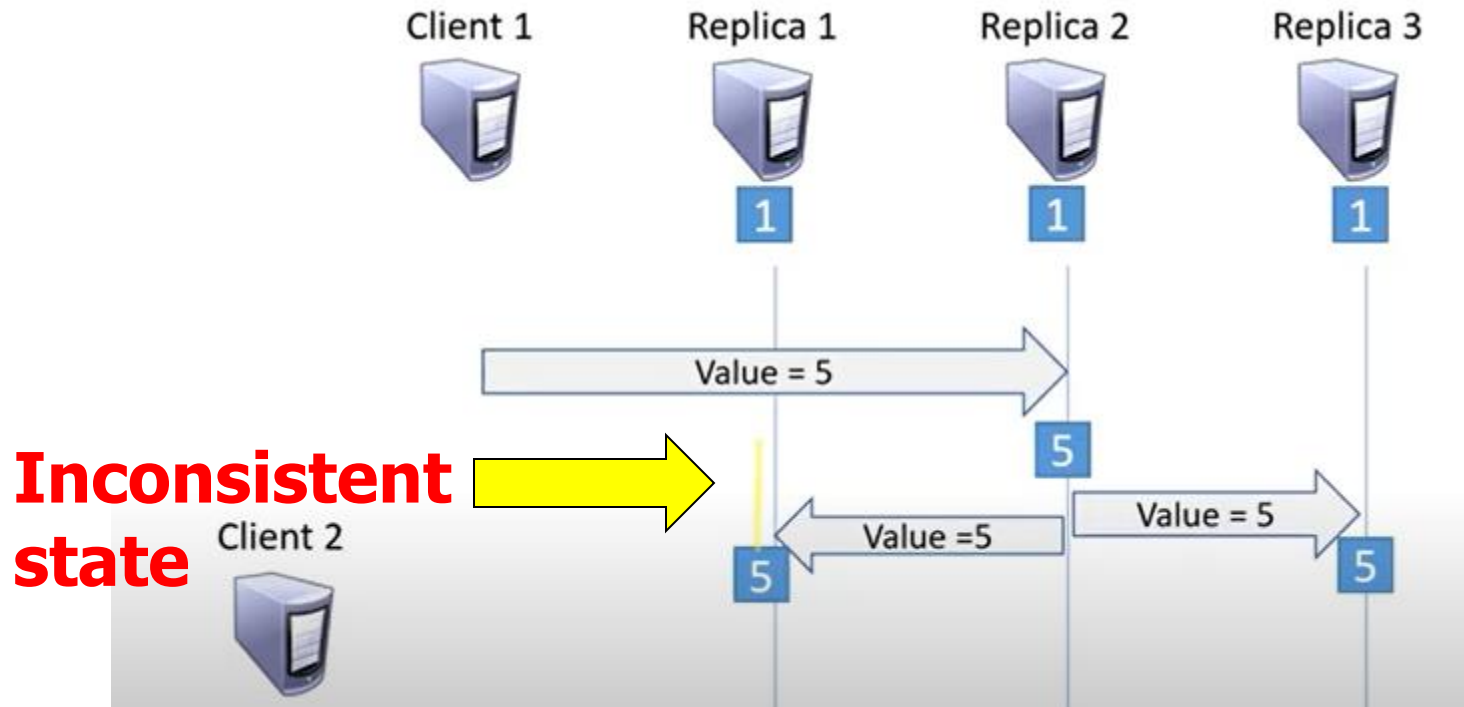 Client 1
Replica 1
Replica 2
Replica 3
1
1
1
Value = 5
5
Inconsistent
state
Value =5
Value = 5
5
5
Client 2